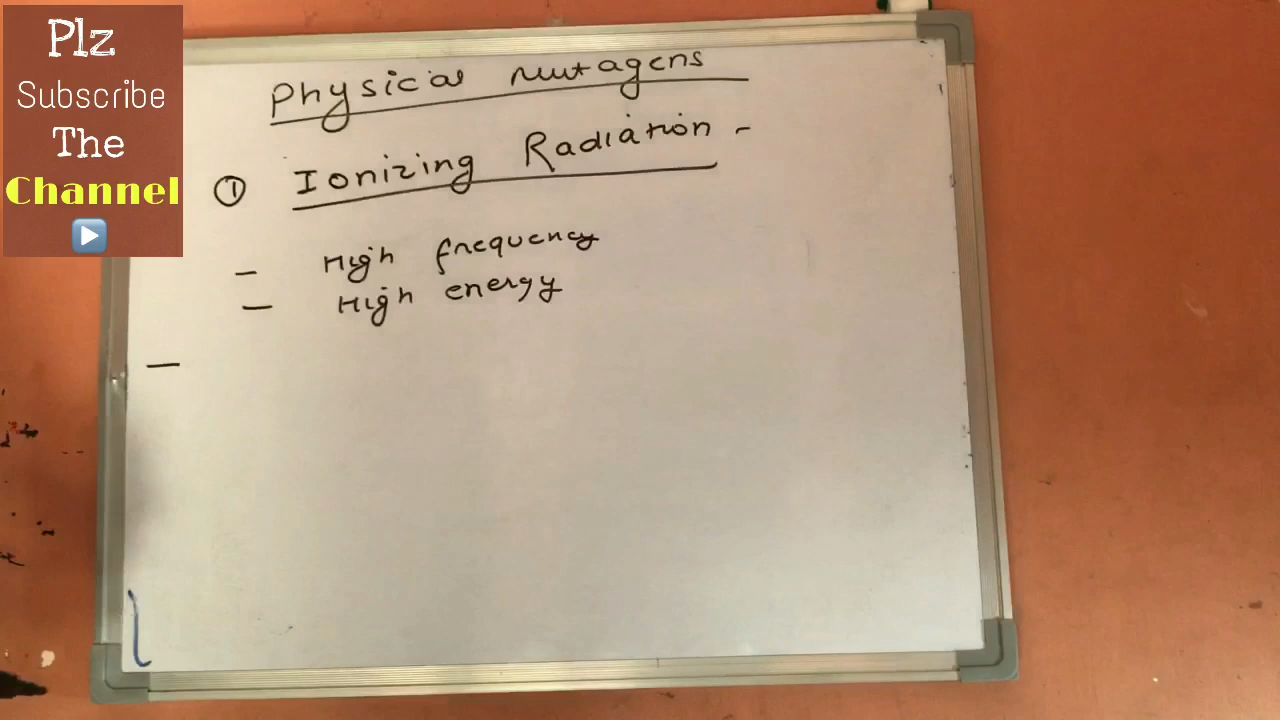 Plz
Subscribe
The
Channel
Physical Mutagens
① Ionizing Radiation -
- High frequency
- High energy
-